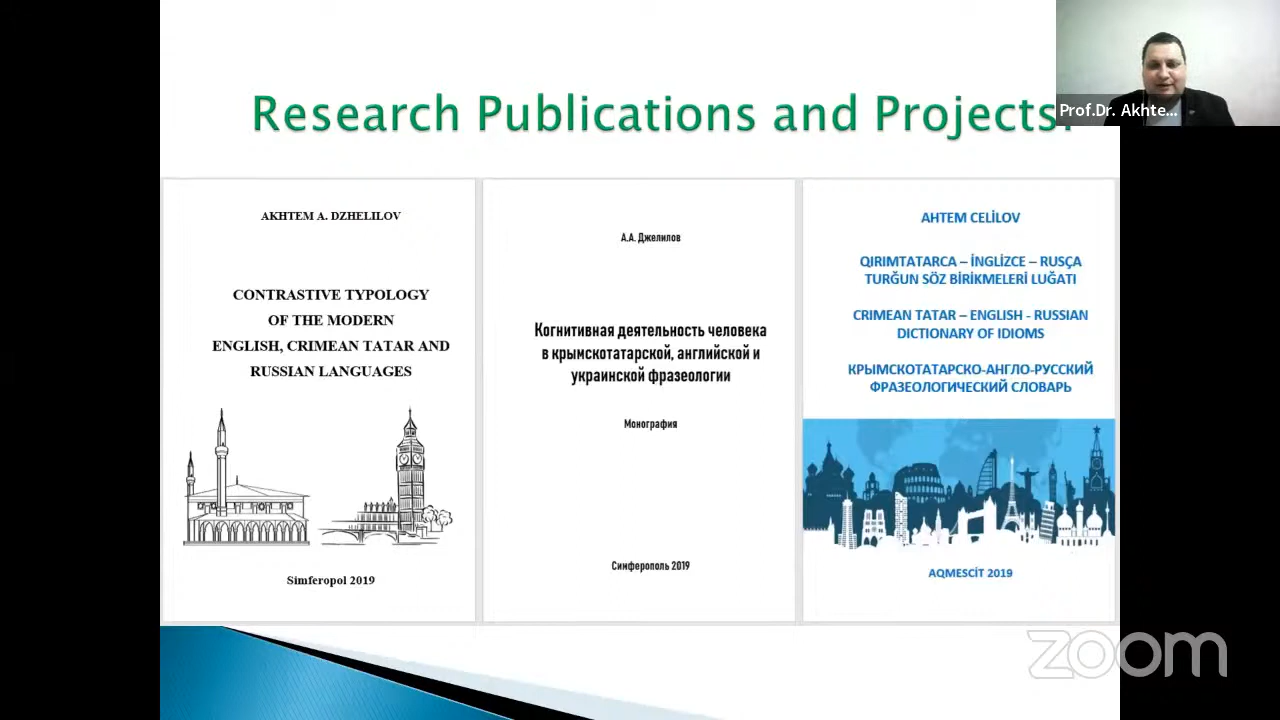 Research Publications and Projects:
Prof.Dr. Akhte...
AKHTEM A. DZHELILOV
CONTRASTIVE TYPOLOGY
OF THE MODERN
ENGLISH, CRIMEAN TATAR AND
RUSSIAN LANGUAGES
Simferopol 2019
А.А. Джелилов
Когнитивная деятельность человека
в крымскотатарской, английской и
украинской фразеологии
Монография
Симферополь 2019
AHTEM CELİLOV
QIRIMTATARCA – İNGLİZCE – RUSÇA
TURĞUN SÖZ BİRİKMELERİ LUĞATI
CRIMEAN TATAR – ENGLISH - RUSSIAN
DICTIONARY OF IDIOMS
КРЫМСКОТАТАРСКО-АНГЛО-РУССКИЙ
ФРАЗЕОЛОГИЧЕСКИЙ СЛОВАРЬ
AQMESCİT 2019
zoom